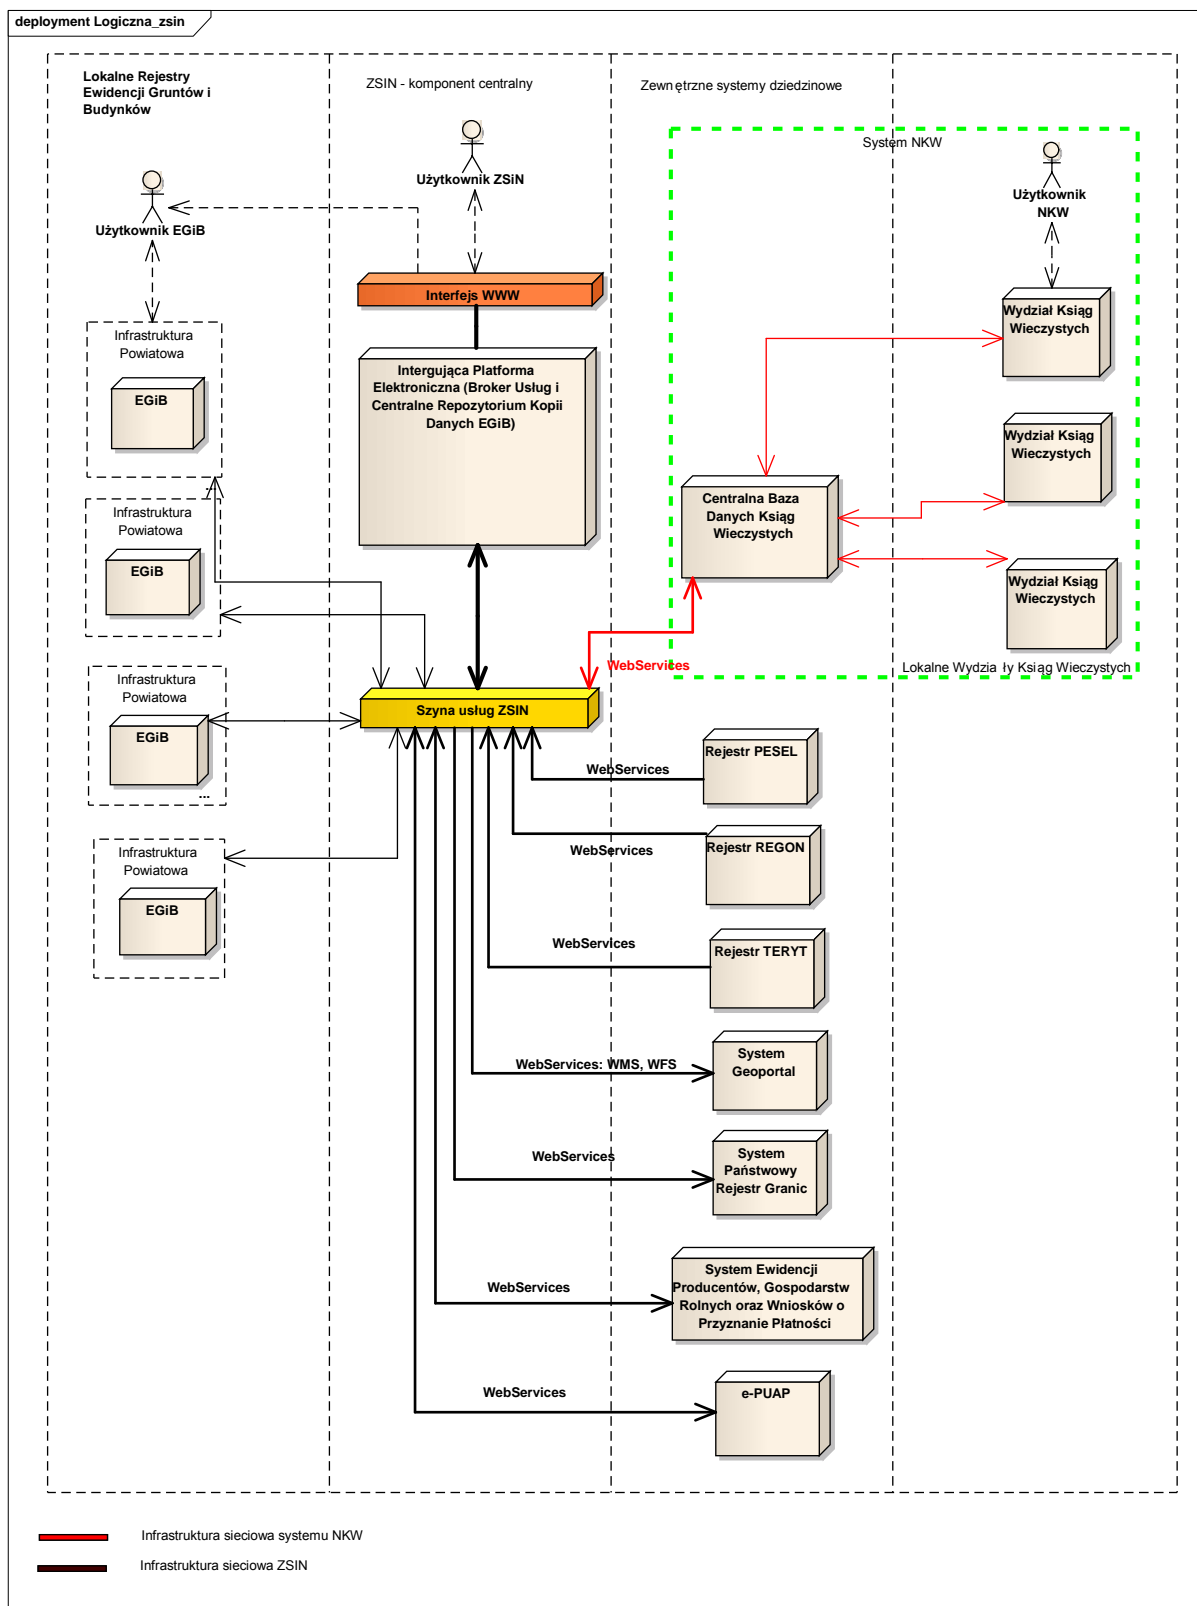 deployment Logiczna_zsin
Lokalne Rejestry
Ewidencji Gruntów i
Budynków
ZSIN - komponent centralny
Zewnętrzne systemy dziedzinowe
System NKW
Użytkownik ZSiN
Użytkownik
NKW
Użytkownik EGiB
Interfejs WWW
Wydział Ksiąg
Wieczystych
Infrastruktura
Powiatowa
EGiB
...
Intergująca Platforma
Elektroniczna (Broker Usług i
Centralne Repozytorium Kopii
Danych EGiB)
Wydział Ksiąg
Wieczystych
Centralna Baza
Danych Ksiąg
Wieczystych
Infrastruktura
Powiatowa
EGiB
Wydział Ksiąg
Wieczystych
WebServices
Lokalne Wydzia ły Ksiąg Wieczystych
Infrastruktura
Powiatowa
EGiB
...
Szyna usług ZSIN
Rejestr PESEL
WebServices
Infrastruktura
Powiatowa
EGiB
Rejestr REGON
WebServices
Rejestr TERYT
WebServices
System
Geoportal
WebServices: WMS, WFS
System
Państwowy
Rejestr Granic
WebServices
System Ewidencji
Producentów, Gospodarstw
Rolnych oraz Wniosków o
Przyznanie Płatności
WebServices
e-PUAP
WebServices
Infrastruktura sieciowa systemu NKW
Infrastruktura sieciowa ZSIN